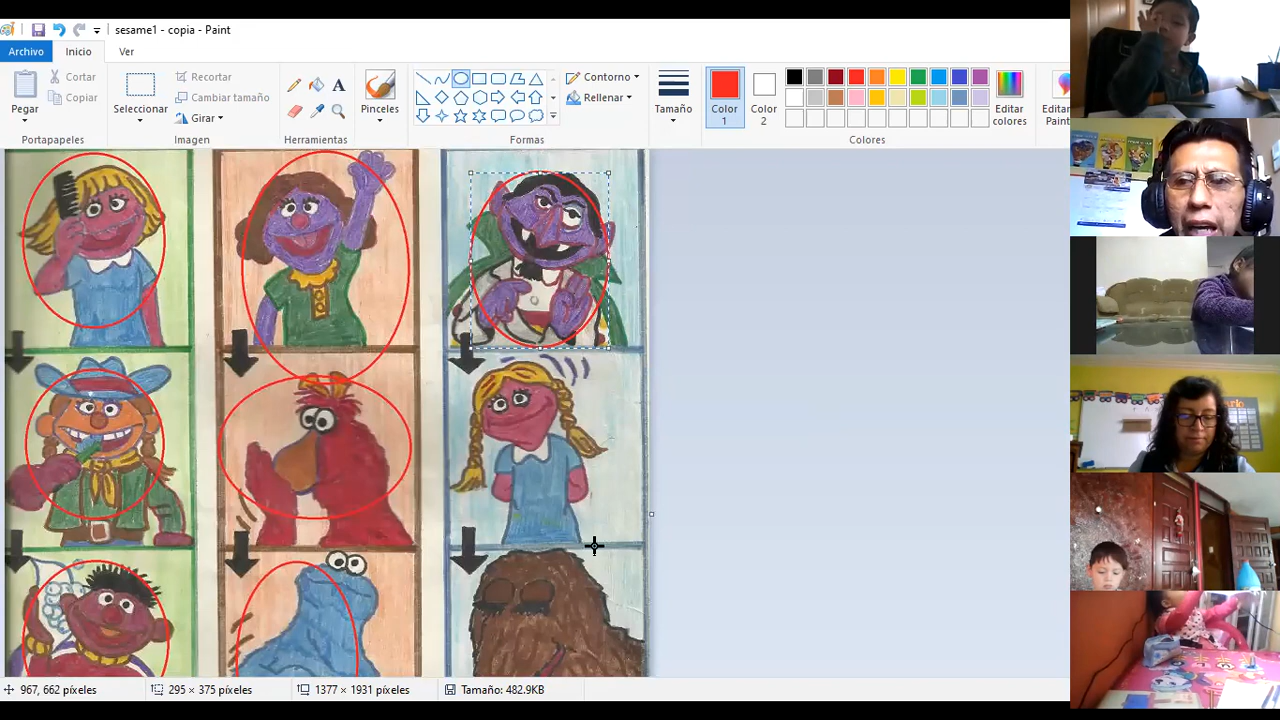 sesame1 - copia - Paint
Archivo Inicio Ver
Pegar
Cortar
Copiar
Portapapeles
Seleccionar
Recortar
Cambiar tamaño
Girar
Imagen
A
Herramientas
Pinceles
Contorno
Rellenar
Formas
Tamaño
Color
1
Color
2
Editar
colores
Editar
Paint
Colores
967, 662 píxeles
295 × 375 píxeles
1377 × 1931 píxeles
Tamaño: 482.9KB